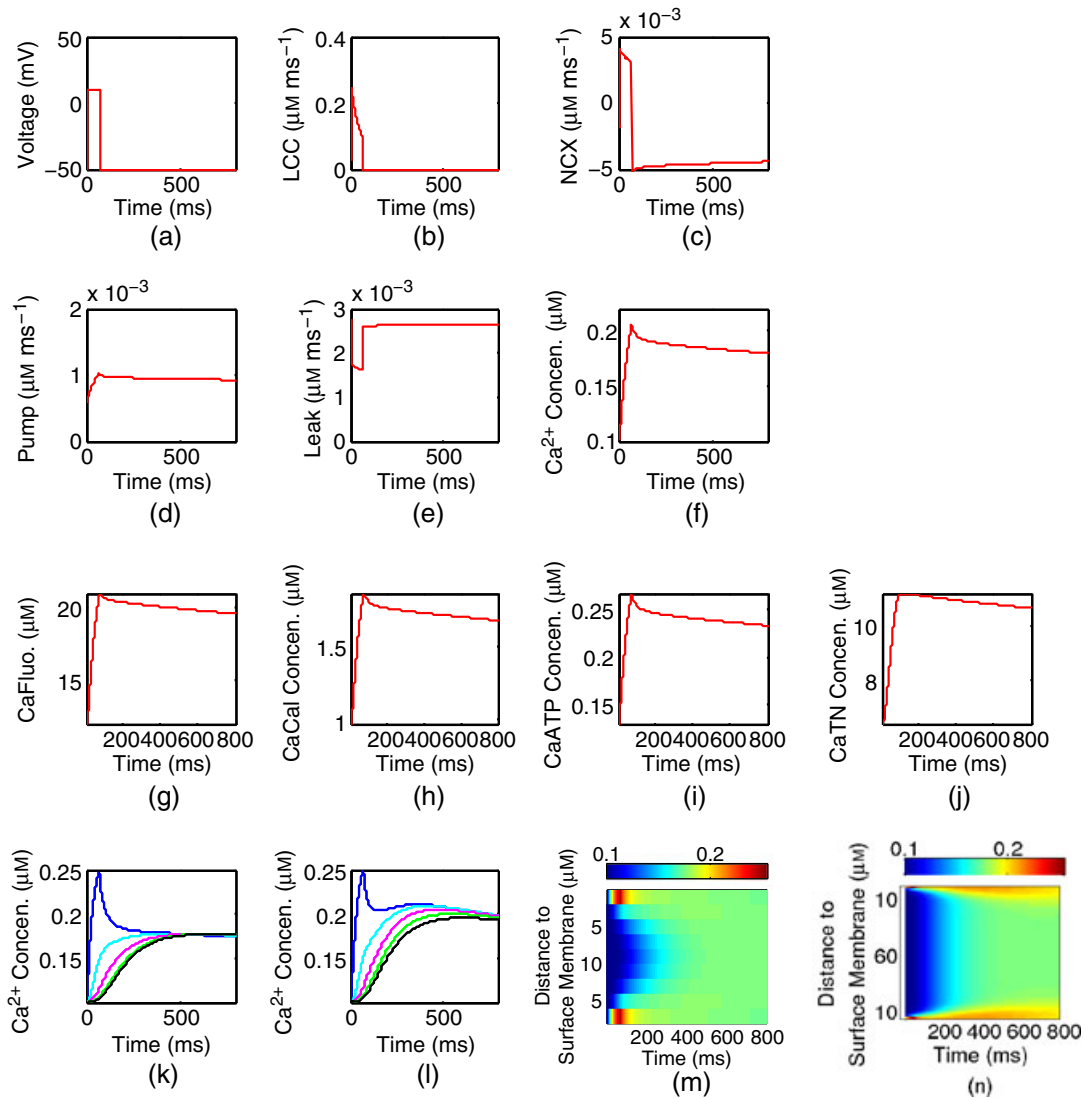 Voltage (mV)
50
0
−50
0
500
Time (ms)
(a)
LCC (μM ms−1)
0.4
0.2
0
0
500
Time (ms)
(b)
x 10−3
NCX (μM ms−1)
5
0
−5
0
500
Time (ms)
(c)
x 10−3
Pump (μM ms−1)
2
1
0
0
500
Time (ms)
(d)
x 10−3
Leak (μM ms−1)
3
2
1
0
0
500
Time (ms)
(e)
Ca2+ Concen. (μM)
0.2
0.15
0.1
0
500
Time (ms)
(f)
CaFluo. (μM)
20
16
12
200400600800
Time (ms)
(g)
CaCal Concen. (μM)
1.5
1
200400600800
Time (ms)
(h)
CaATP Concen. (μM)
0.25
0.2
0.15
200400600800
Time (ms)
(i)
CaTN Concen. (μM)
10
8
200400600800
Time (ms)
(j)
Ca2+ Concen. (μM)
0.25
0.20
0.15
0
500
(k)
Ca2+ Concen. (μM)
0.25
0.20
0.15
0
500
(l)
0.1
0.2
Distance to
Surface Membrane (μM)
5
10
5
200 400 600 800
Time (ms)
(m)
0.1
0.2
Distance to
Surface Membrane (μM)
10
60
10
200 400 600 800
Time (ms)
(n)